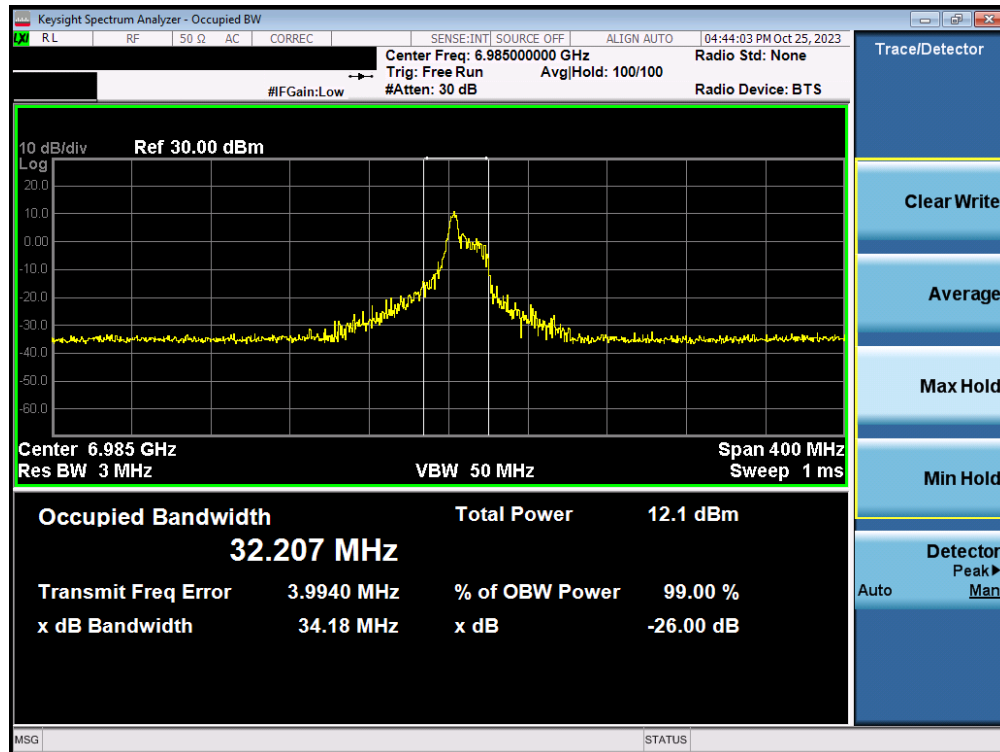 Keysight Spectrum Analyzer - Occupied BW
LXI RL RF 50 Ω AC CORREC SENSE:INT SOURCE OFF ALIGN AUTO 04:44:03 PM Oct 25, 2023
Center Freq: 6.985000000 GHz Radio Std: None
Trig: Free Run Avg|Hold: 100/100
#IFGain:Low #Atten: 30 dB Radio Device: BTS
10 dB/div Ref 30.00 dBm
Log
20.0
10.0
0.00
-10.0
-20.0
-30.0
-40.0
-50.0
-60.0
Center 6.985 GHz Span 400 MHz
Res BW 3 MHz VBW 50 MHz Sweep 1 ms
Occupied Bandwidth Total Power 12.1 dBm
32.207 MHz
Transmit Freq Error 3.9940 MHz % of OBW Power 99.00 %
x dB Bandwidth 34.18 MHz x dB -26.00 dB
MSG STATUS
Trace/Detector
Clear Write
Average
Max Hold
Min Hold
Detector
Peak▶
Auto Man